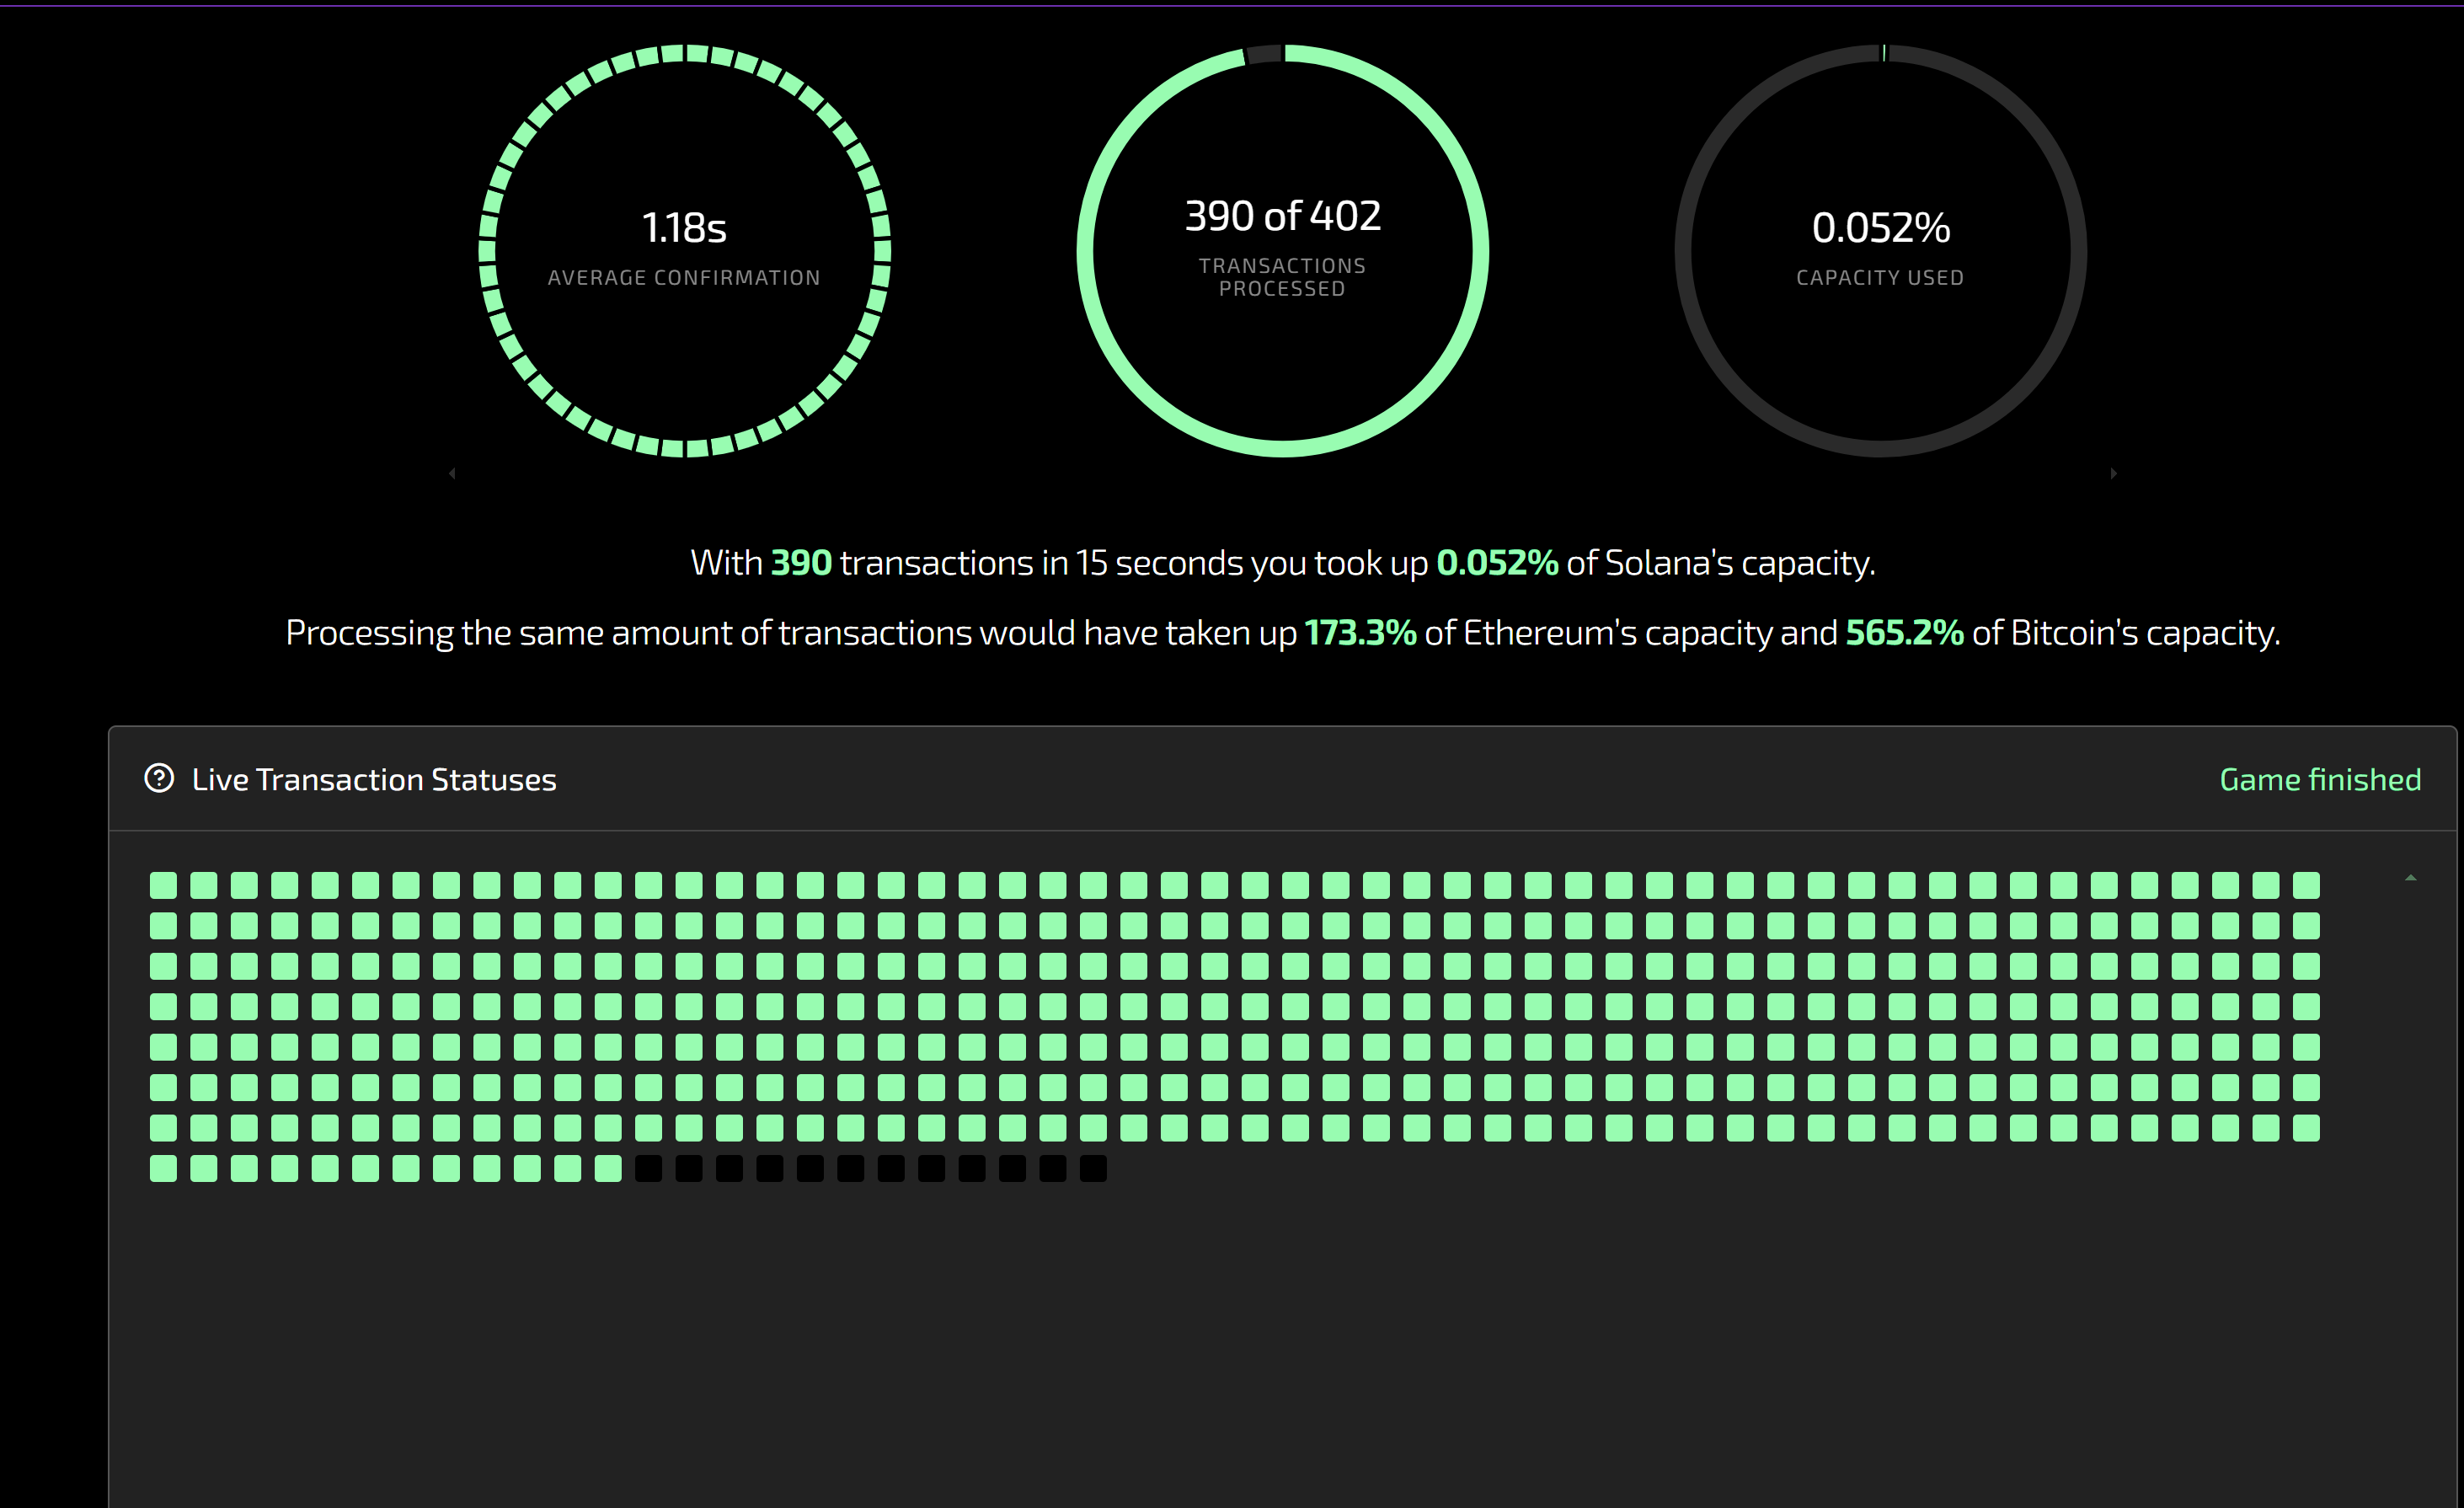 1.18s
AVERAGE CONFIRMATION
390 of 402
TRANSACTIONS
PROCESSED
0.052%
CAPACITY USED
With 390 transactions in 15 seconds you took up 0.052% of Solana's capacity.
Processing the same amount of transactions would have taken up 173.3% of Ethereum's capacity and 565.2% of Bitcoin's capacity.
Live Transaction Statuses
Game finished